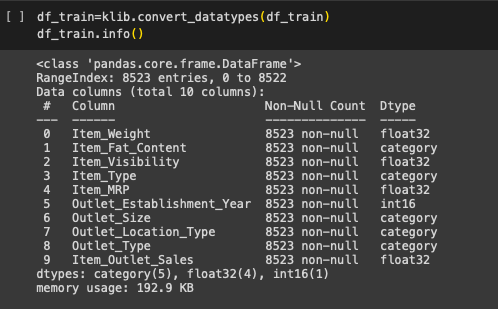 [ ] df_train=klib.convert_datatypes(df_train)
df_train.info()
<class 'pandas.core.frame.DataFrame'>
RangeIndex: 8523 entries, 0 to 8522
Data columns (total 10 columns):
 #   Column                     Non-Null Count  Dtype
---  ------                     --------------  -----
 0   Item_Weight                8523 non-null   float32
 1   Item_Fat_Content           8523 non-null   category
 2   Item_Visibility            8523 non-null   float32
 3   Item_Type                  8523 non-null   category
 4   Item_MRP                   8523 non-null   float32
 5   Outlet_Establishment_Year  8523 non-null   int16
 6   Outlet_Size                8523 non-null   category
 7   Outlet_Location_Type       8523 non-null   category
 8   Outlet_Type                8523 non-null   category
 9   Item_Outlet_Sales          8523 non-null   float32
dtypes: category(5), float32(4), int16(1)
memory usage: 192.9 KB